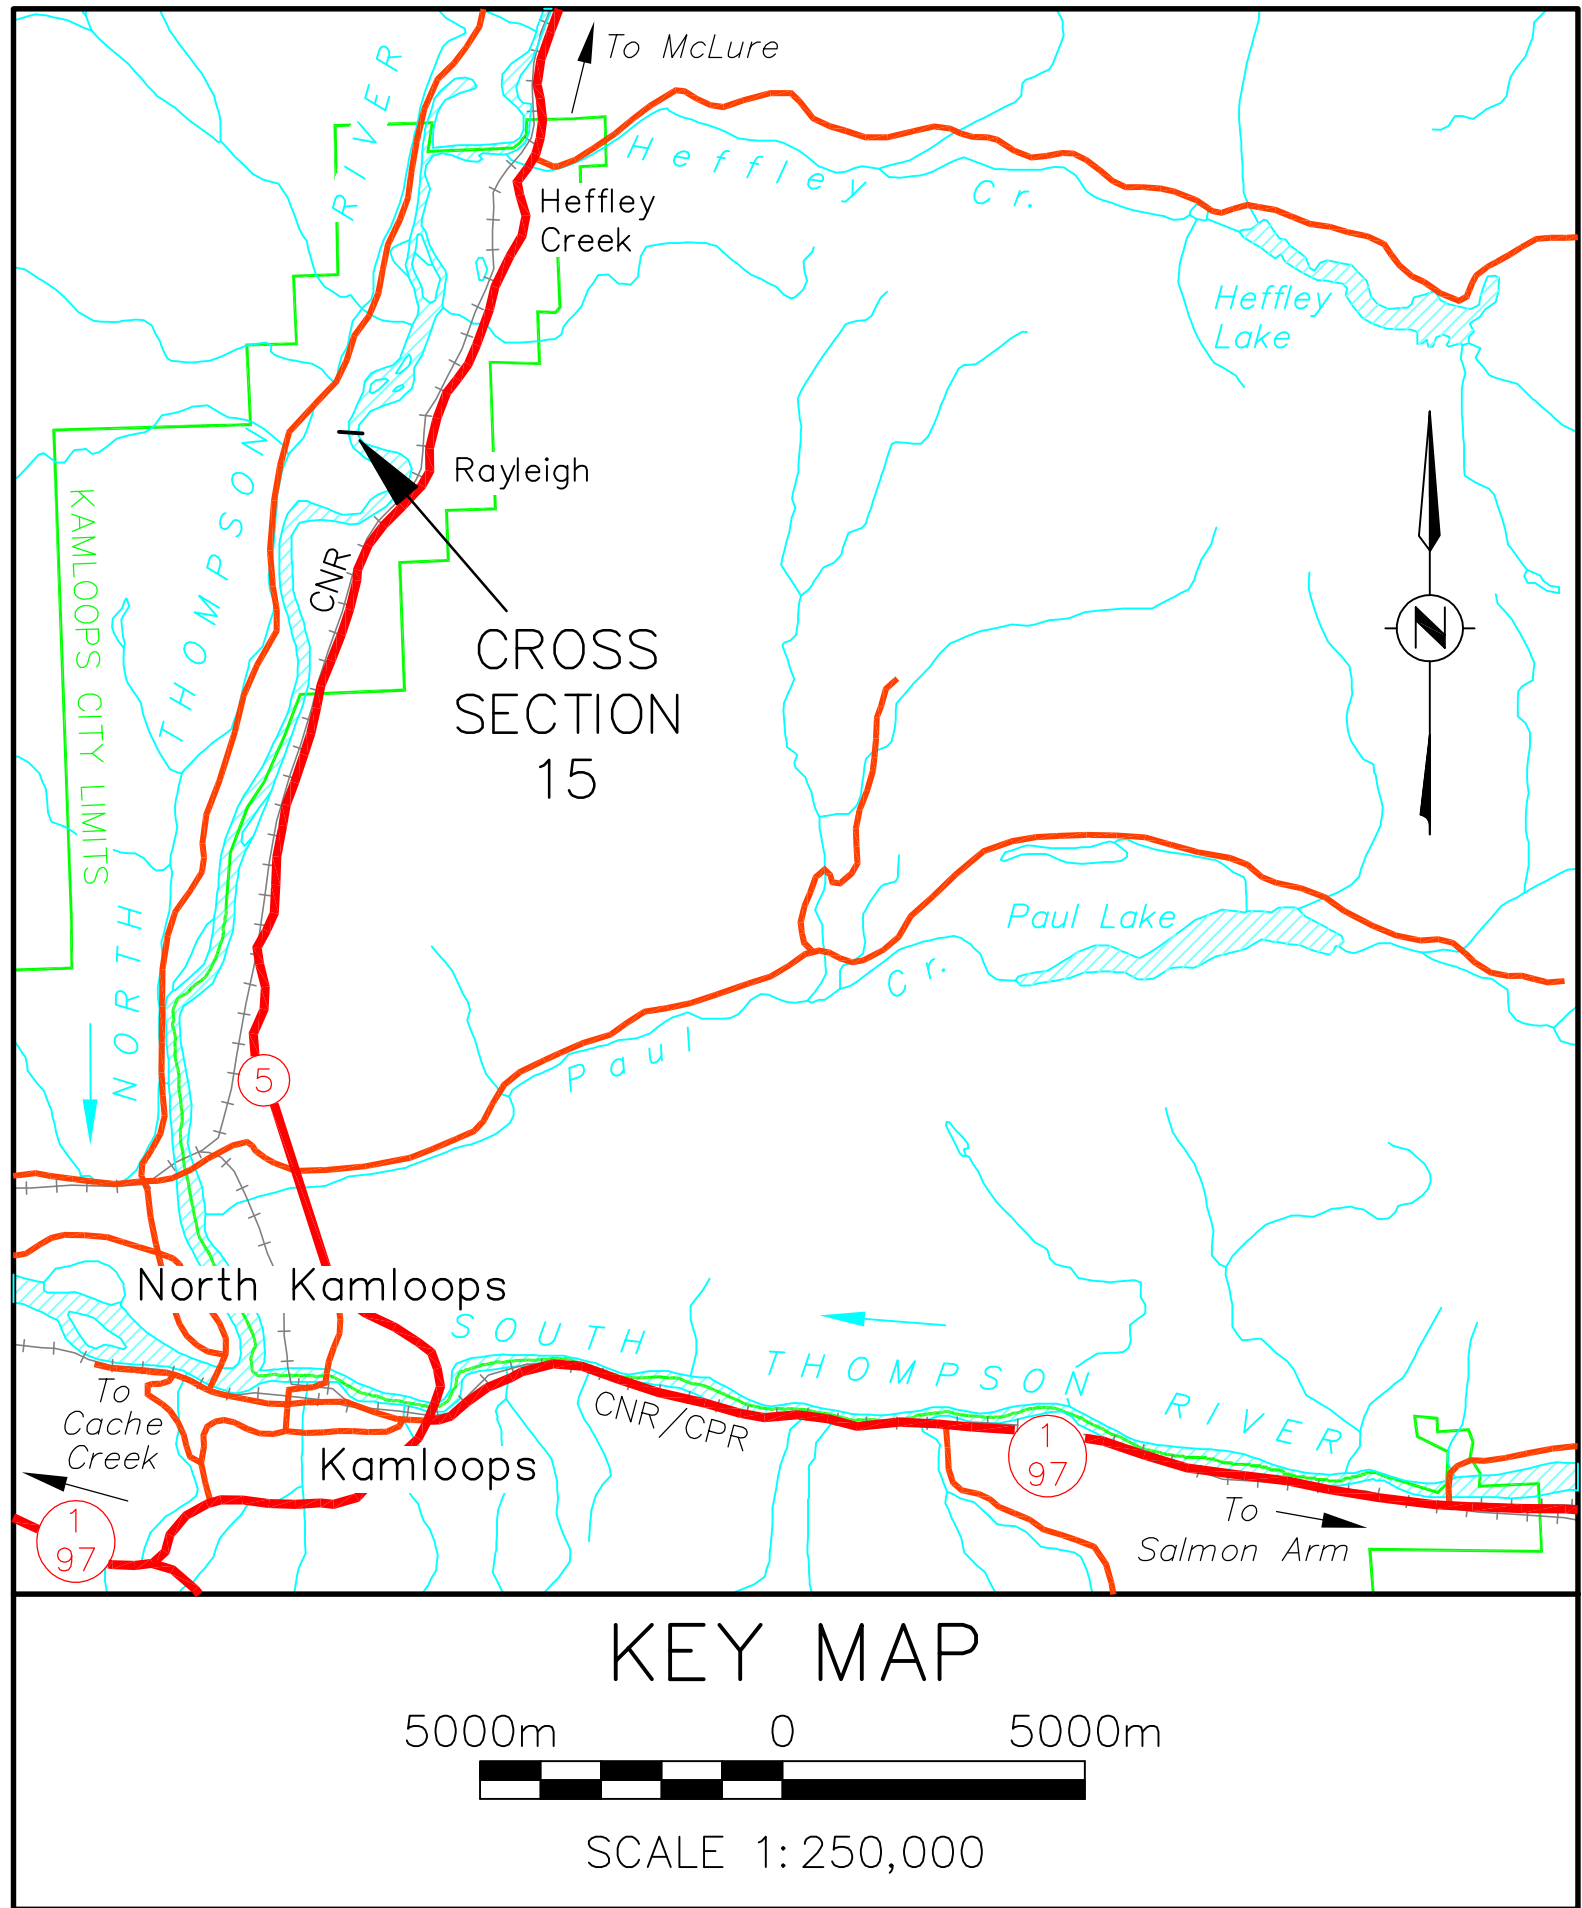 To McLure
RIVER
Heffley Cr.
Heffley
Creek
Heffley
Lake
Rayleigh
THOMPSON
KAMLOOPS CITY LIMITS
CNR
N
CROSS
SECTION
15
NORTH
Paul Lake
Paul Cr.
5
North Kamloops
SOUTH THOMPSON RIVER
To
Cache
Creek
CNR/CPR
Kamloops
1
97
To
Salmon Arm
1
97
KEY MAP
5000m 0 5000m
SCALE 1:250,000